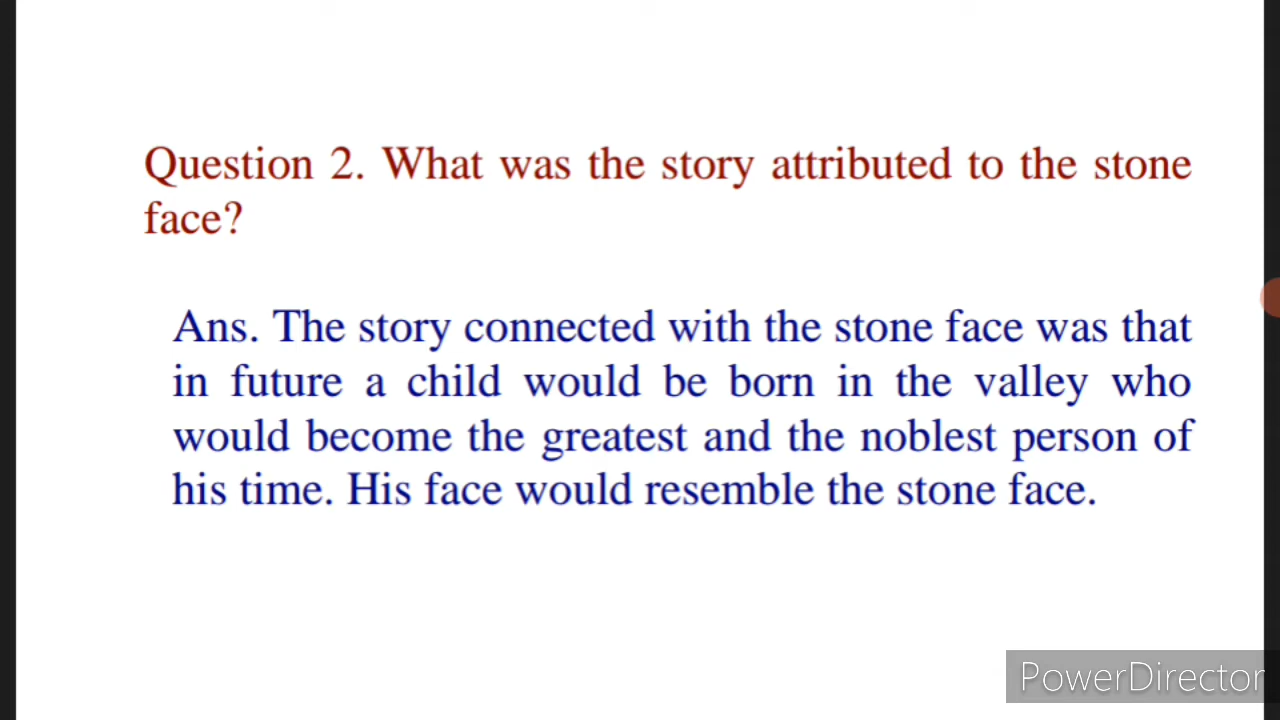 Question 2. What was the story attributed to the stone
face?
Ans. The story connected with the stone face was that
in future a child would be born in the valley who
would become the greatest and the noblest person of
his time. His face would resemble the stone face.
PowerDirector